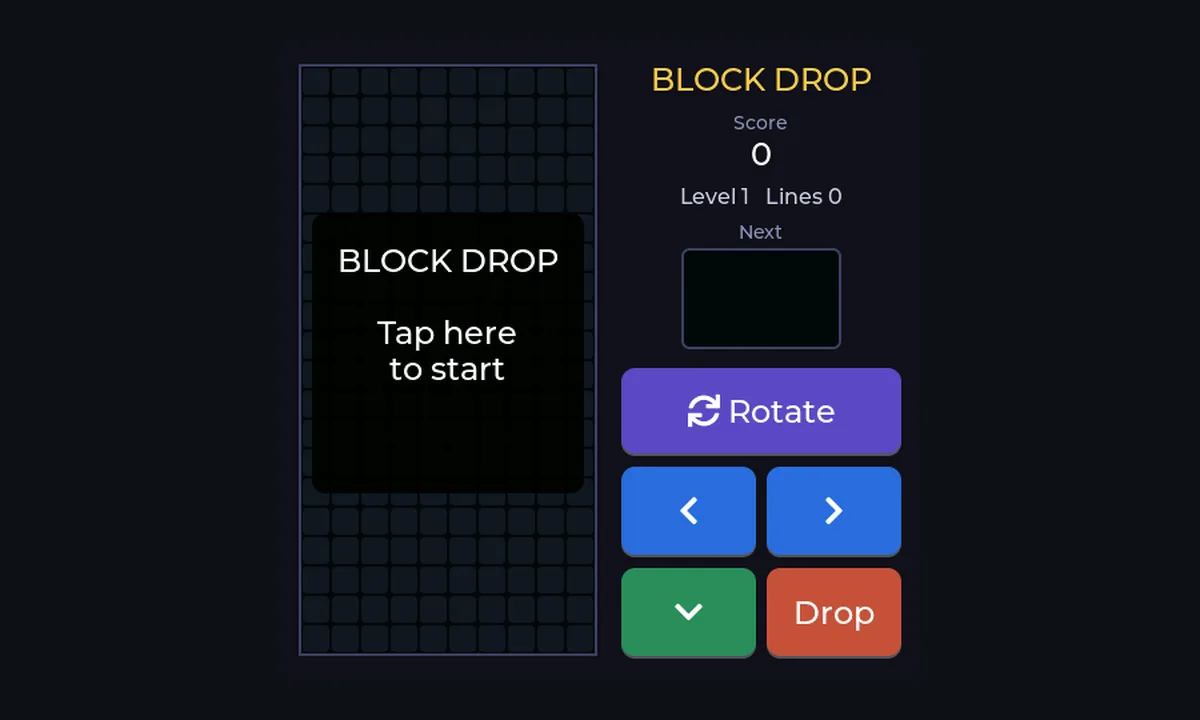 BLOCK DROP
Tap here
to start
BLOCK DROP
Score
0
Level 1 Lines 0
Next
Rotate
Drop